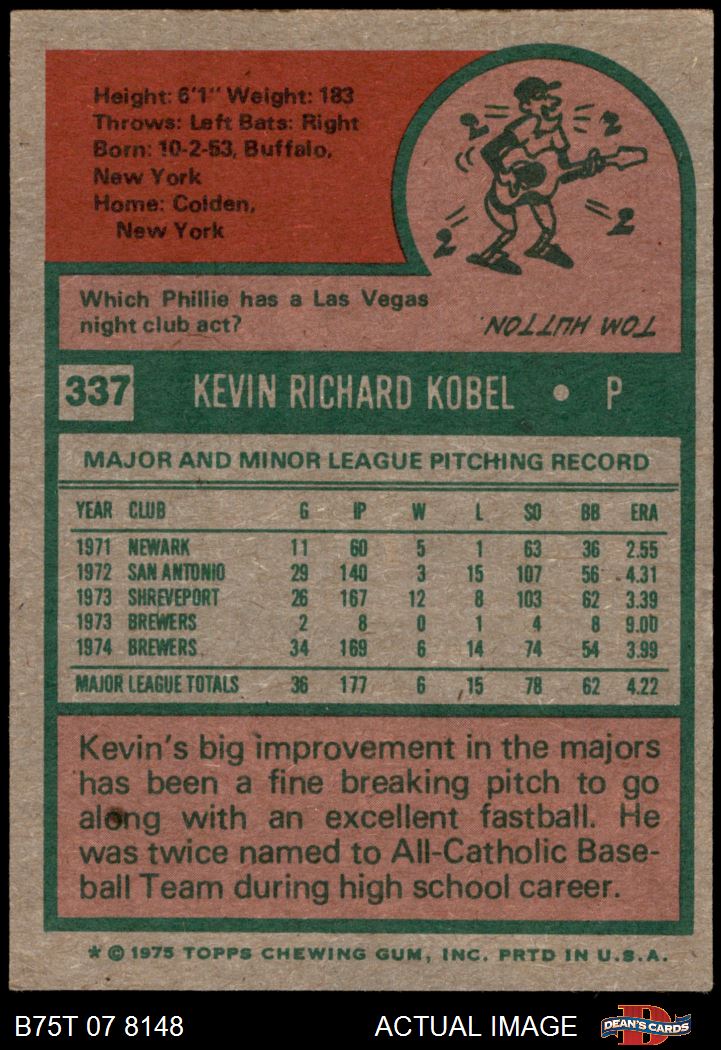 Height: 6'1" Weight: 183
Throws: Left Bats: Right
Born: 10-2-53, Buffalo,
New York
Home: Colden,
New York
2 2
2 2
Which Phillie has a Las Vegas
night club act?
TOM HUTTON
337 KEVIN RICHARD KOBEL • P
MAJOR AND MINOR LEAGUE PITCHING RECORD
YEAR CLUB G IP W L SO BB ERA
1971 NEWARK 11 60 5 1 63 36 2.55
1972 SAN ANTONIO 29 140 3 15 107 56 4.31
1973 SHREVEPORT 26 167 12 8 103 62 3.39
1973 BREWERS 2 8 0 1 4 8 9.00
1974 BREWERS 34 169 6 14 74 54 3.99
MAJOR LEAGUE TOTALS 36 177 6 15 78 62 4.22
Kevin's big improvement in the majors
has been a fine breaking pitch to go
along with an excellent fastball. He
was twice named to All-Catholic Base-
ball Team during high school career.
* © 1975 TOPPS CHEWING GUM, INC. PRTD IN U.S.A.
B75T 07 8148 ACTUAL IMAGE D DEAN'S CARDS